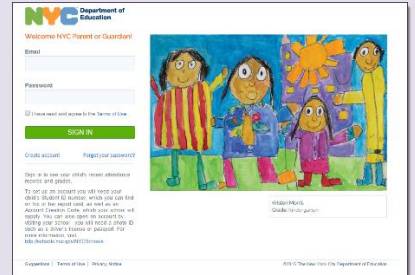 NYC Department of
Education
Welcome NYC Parent or Guardian!
Email
Password
I have read and agree to the Terms of Use
SIGN IN
Create account Forgot your password?
Sign in to see your child's recent attendance
records and grades.
To set up an account you will need your
child's Student ID number, which you can find
on his or her report card, as well as an
Account Creation Code, which your school will
supply. You can also open an account by
visiting your school - you will need a photo ID
such as a driver's license or passport. For
more information, visit
Kristen Morris
Grade: Kindergarten
Suggestions | Terms of Use | Privacy Notice
The New York City Department of Education